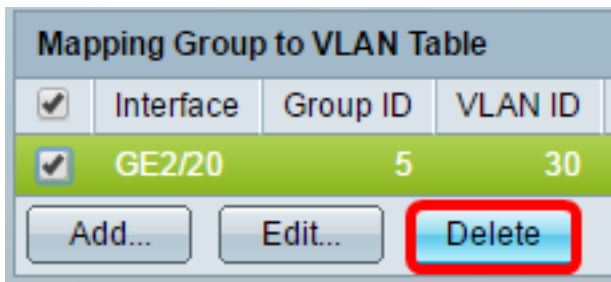 Mapping Group to VLAN Table
Interface Group ID VLAN ID
GE2/20 5 30
Add... Edit... Delete